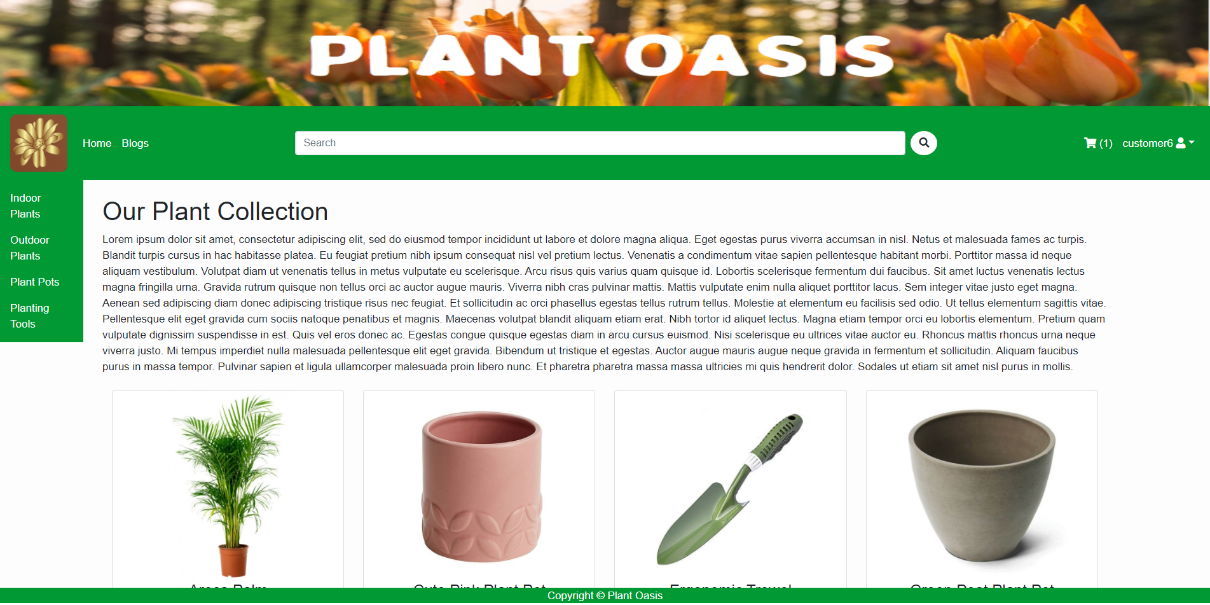 PLANT OASIS
Home Blogs Search (1) customer6
Indoor
Plants
Outdoor
Plants
Plant Pots
Planting
Tools
Our Plant Collection
Lorem ipsum dolor sit amet, consectetur adipiscing elit, sed do eiusmod tempor incididunt ut labore et dolore magna aliqua. Eget egestas purus viverra accumsan in nisl. Netus et malesuada fames ac turpis.
Blandit turpis cursus in hac habitasse platea. Eu feugiat pretium nibh ipsum consequat nisl vel pretium lectus. Venenatis a condimentum vitae sapien pellentesque habitant morbi. Porttitor massa id neque
aliquam vestibulum. Volutpat diam ut venenatis tellus in metus vulputate eu scelerisque. Arcu risus quis varius quam quisque id. Lobortis scelerisque fermentum dui faucibus. Sit amet luctus venenatis lectus
magna fringilla urna. Gravida rutrum quisque non tellus orci ac auctor augue mauris. Viverra nibh cras pulvinar mattis. Mattis vulputate enim nulla aliquet porttitor lacus. Sem integer vitae justo eget magna.
Aenean sed adipiscing diam donec adipiscing tristique risus nec feugiat. Et sollicitudin ac orci phasellus egestas tellus rutrum tellus. Molestie at elementum eu facilisis sed odio. Ut tellus elementum sagittis vitae.
Pellentesque elit eget gravida cum sociis natoque penatibus et magnis. Maecenas volutpat blandit aliquam etiam erat. Nibh tortor id aliquet lectus. Magna etiam tempor orci eu lobortis elementum. Pretium quam
vulputate dignissim suspendisse in est. Quis vel eros donec ac. Egestas congue quisque egestas diam in arcu cursus euismod. Nisi scelerisque eu ultrices vitae auctor eu. Rhoncus mattis rhoncus urna neque
viverra justo. Mi tempus imperdiet nulla malesuada pellentesque elit eget gravida. Bibendum ut tristique et egestas. Auctor augue mauris augue neque gravida in fermentum et sollicitudin. Aliquam faucibus
purus in massa tempor. Pulvinar sapien et ligula ullamcorper malesuada proin libero nunc. Et pharetra pharetra massa massa ultricies mi quis hendrerit dolor. Sodales ut etiam sit amet nisl purus in mollis.
Areca Palm Cute Pink Plant Pot Ergonomic Trowel Green Peat Plant Pot
Copyright © Plant Oasis